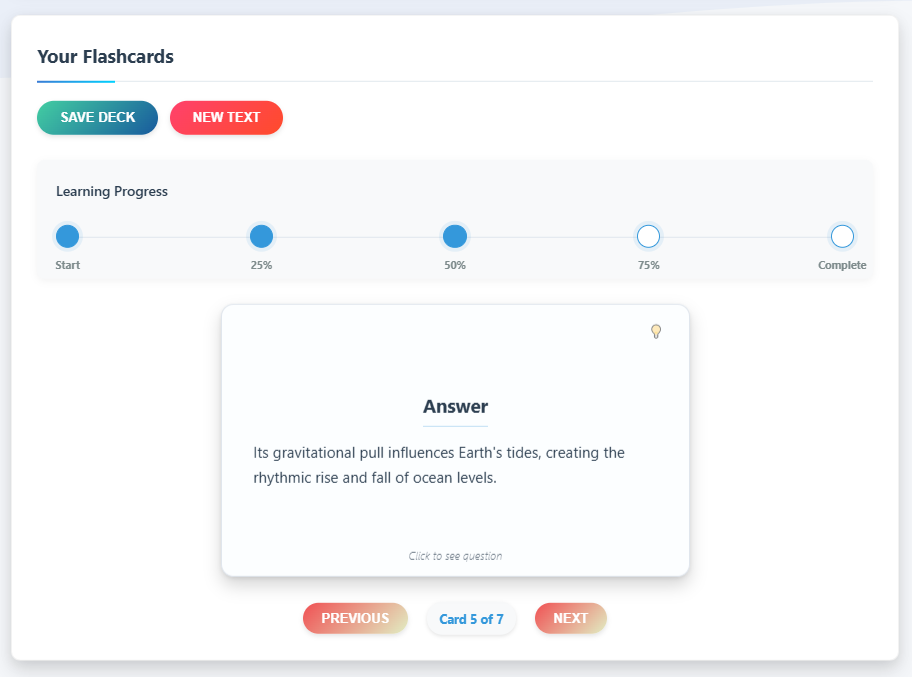 Your Flashcards
SAVE DECK NEW TEXT
Learning Progress
Start 25% 50% 75% Complete
Answer
Its gravitational pull influences Earth's tides, creating the
rhythmic rise and fall of ocean levels.
Click to see question
PREVIOUS Card 5 of 7 NEXT